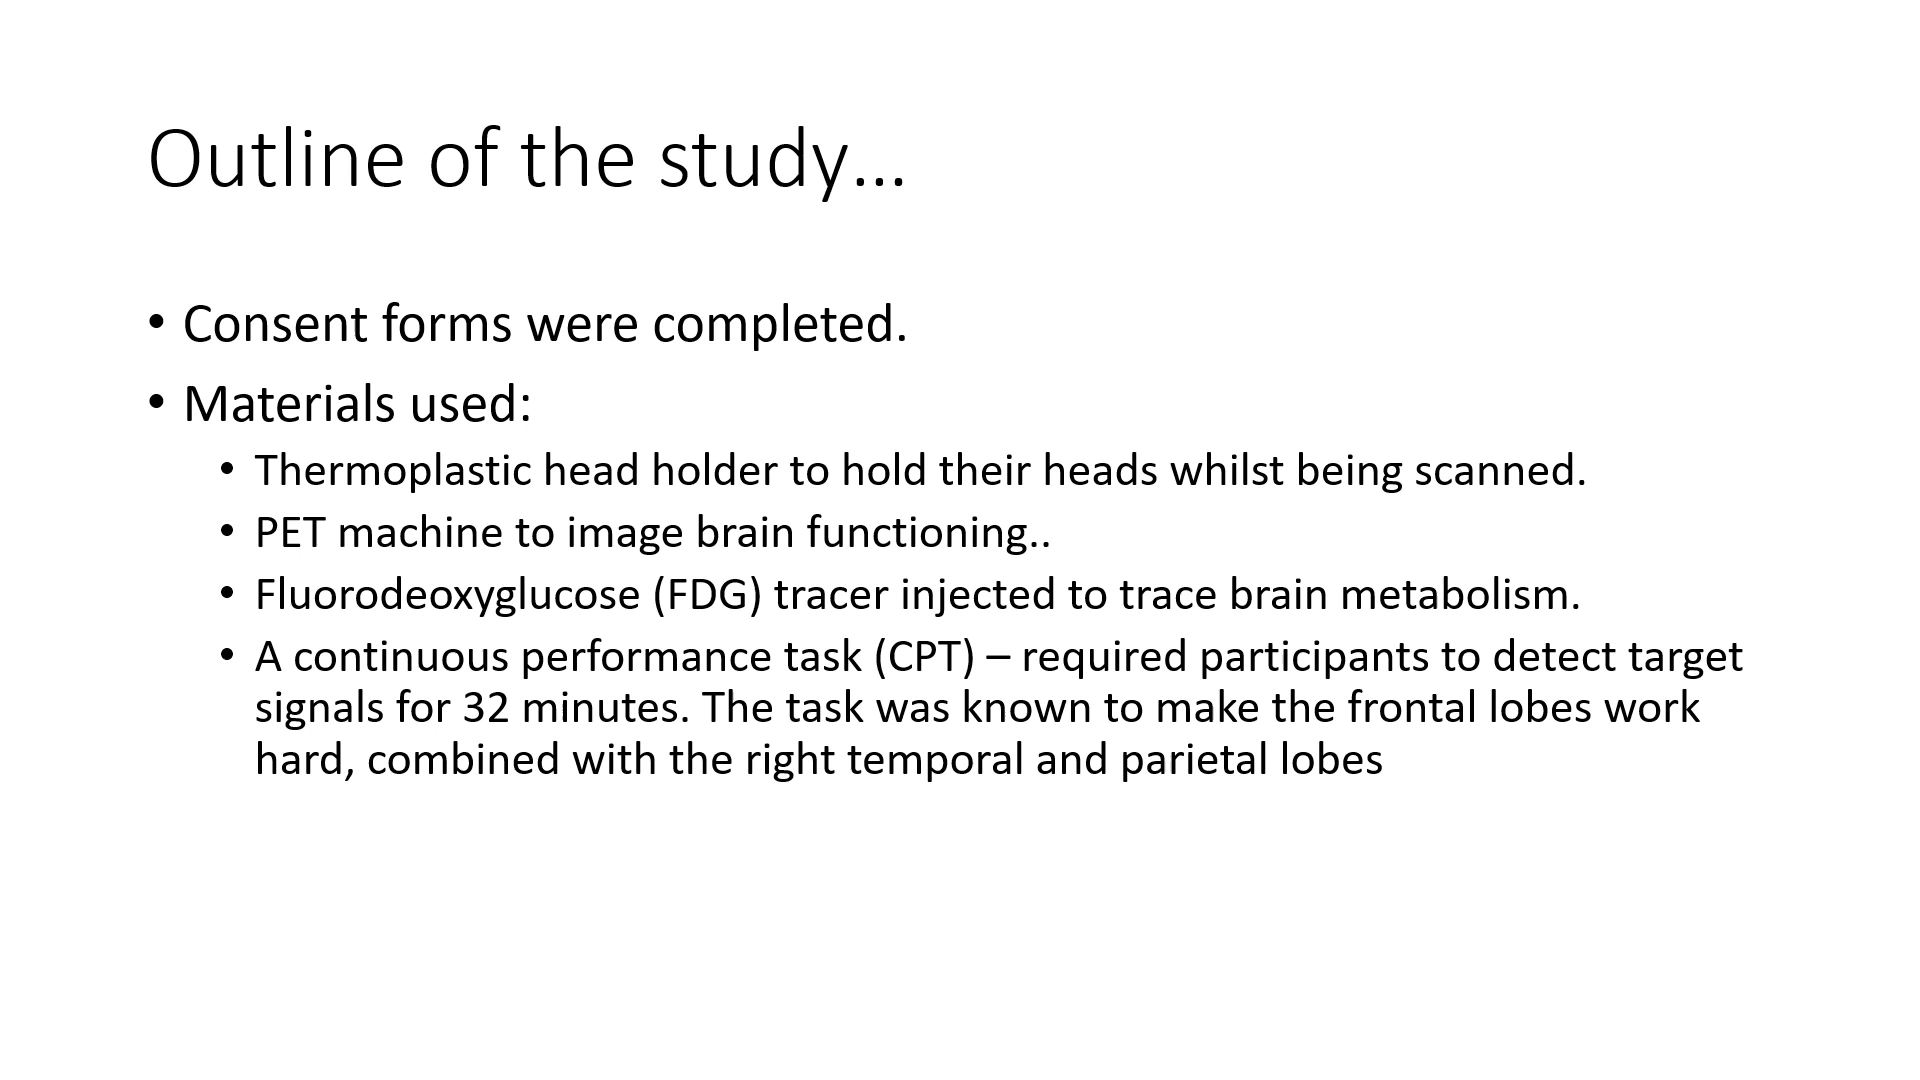 Outline of the study…
• Consent forms were completed.
• Materials used:
• Thermoplastic head holder to hold their heads whilst being scanned.
• PET machine to image brain functioning..
• Fluorodeoxyglucose (FDG) tracer injected to trace brain metabolism.
• A continuous performance task (CPT) – required participants to detect target
signals for 32 minutes. The task was known to make the frontal lobes work
hard, combined with the right temporal and parietal lobes